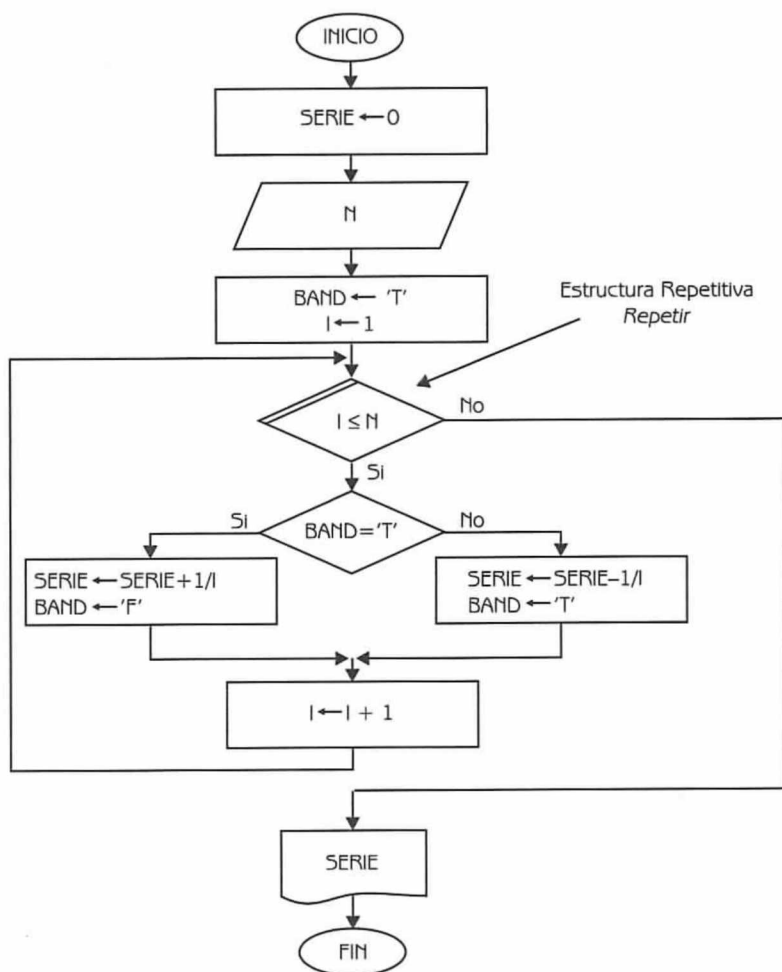 INICIO
SERIE ← 0
N
BAND ← 'T'
I ← 1
Estructura Repetitiva
Repetir
I ≤ N
No
Si
BAND = 'T'
Si
No
SERIE ← SERIE+1/I
BAND ← 'F'
SERIE ← SERIE–1/I
BAND ← 'T'
I ← I + 1
SERIE
FIN